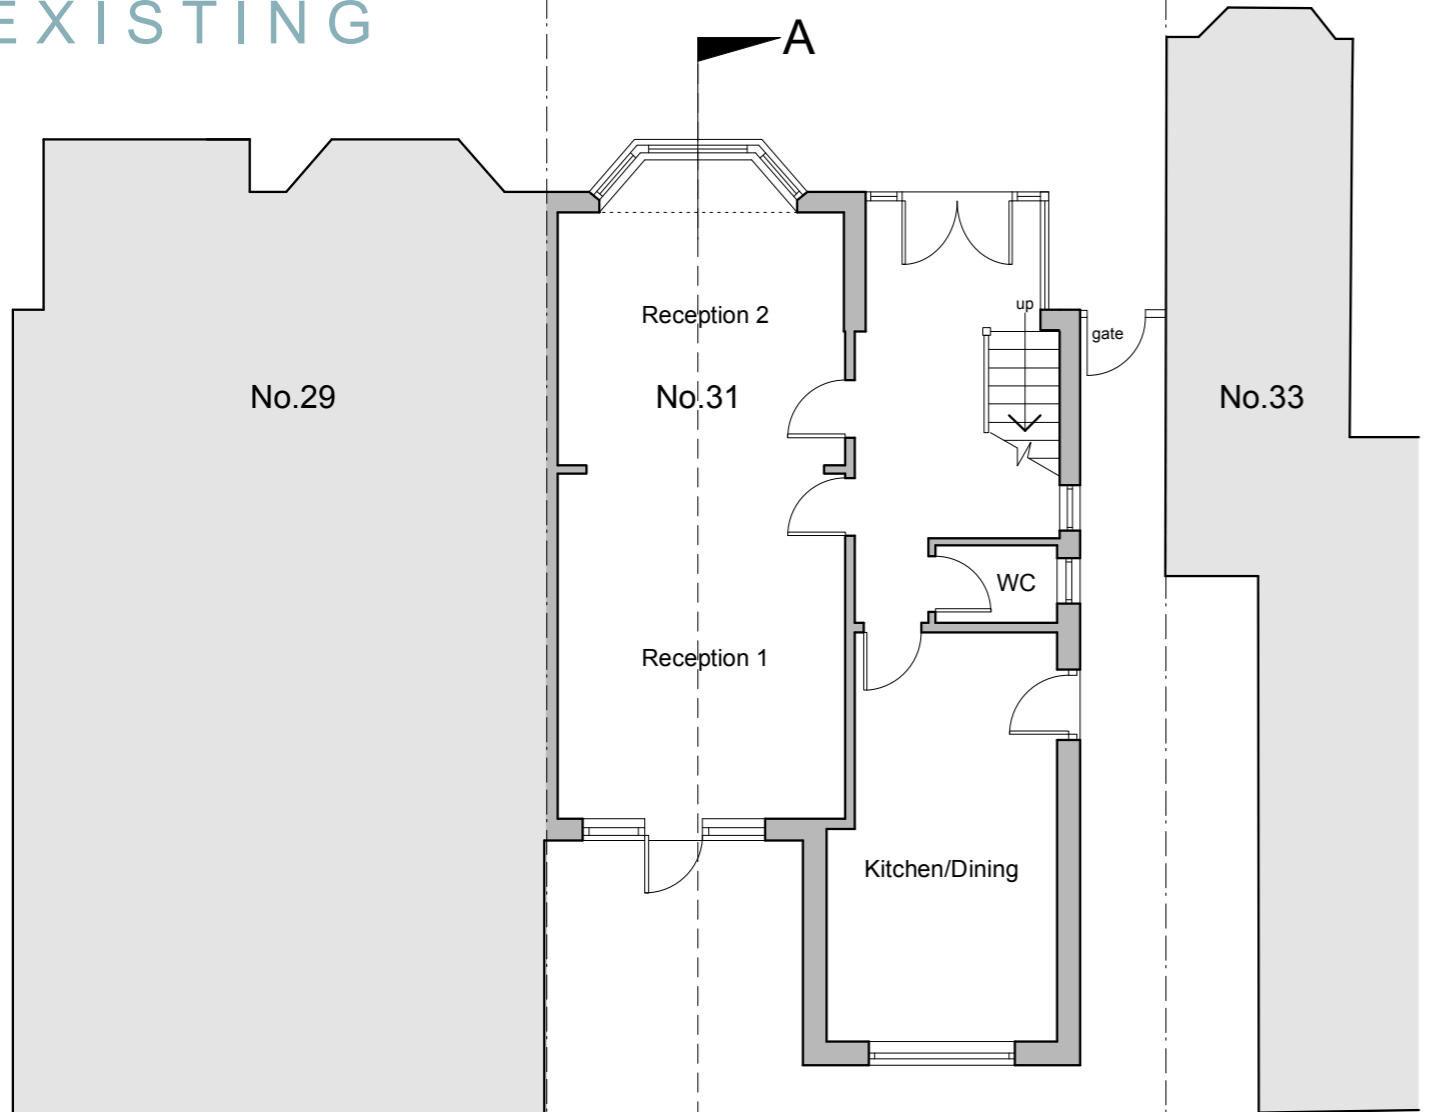 EXISTING
A
up
Reception 2
gate
No.29
No.31
No.33
WC
Reception 1
Kitchen/Dining